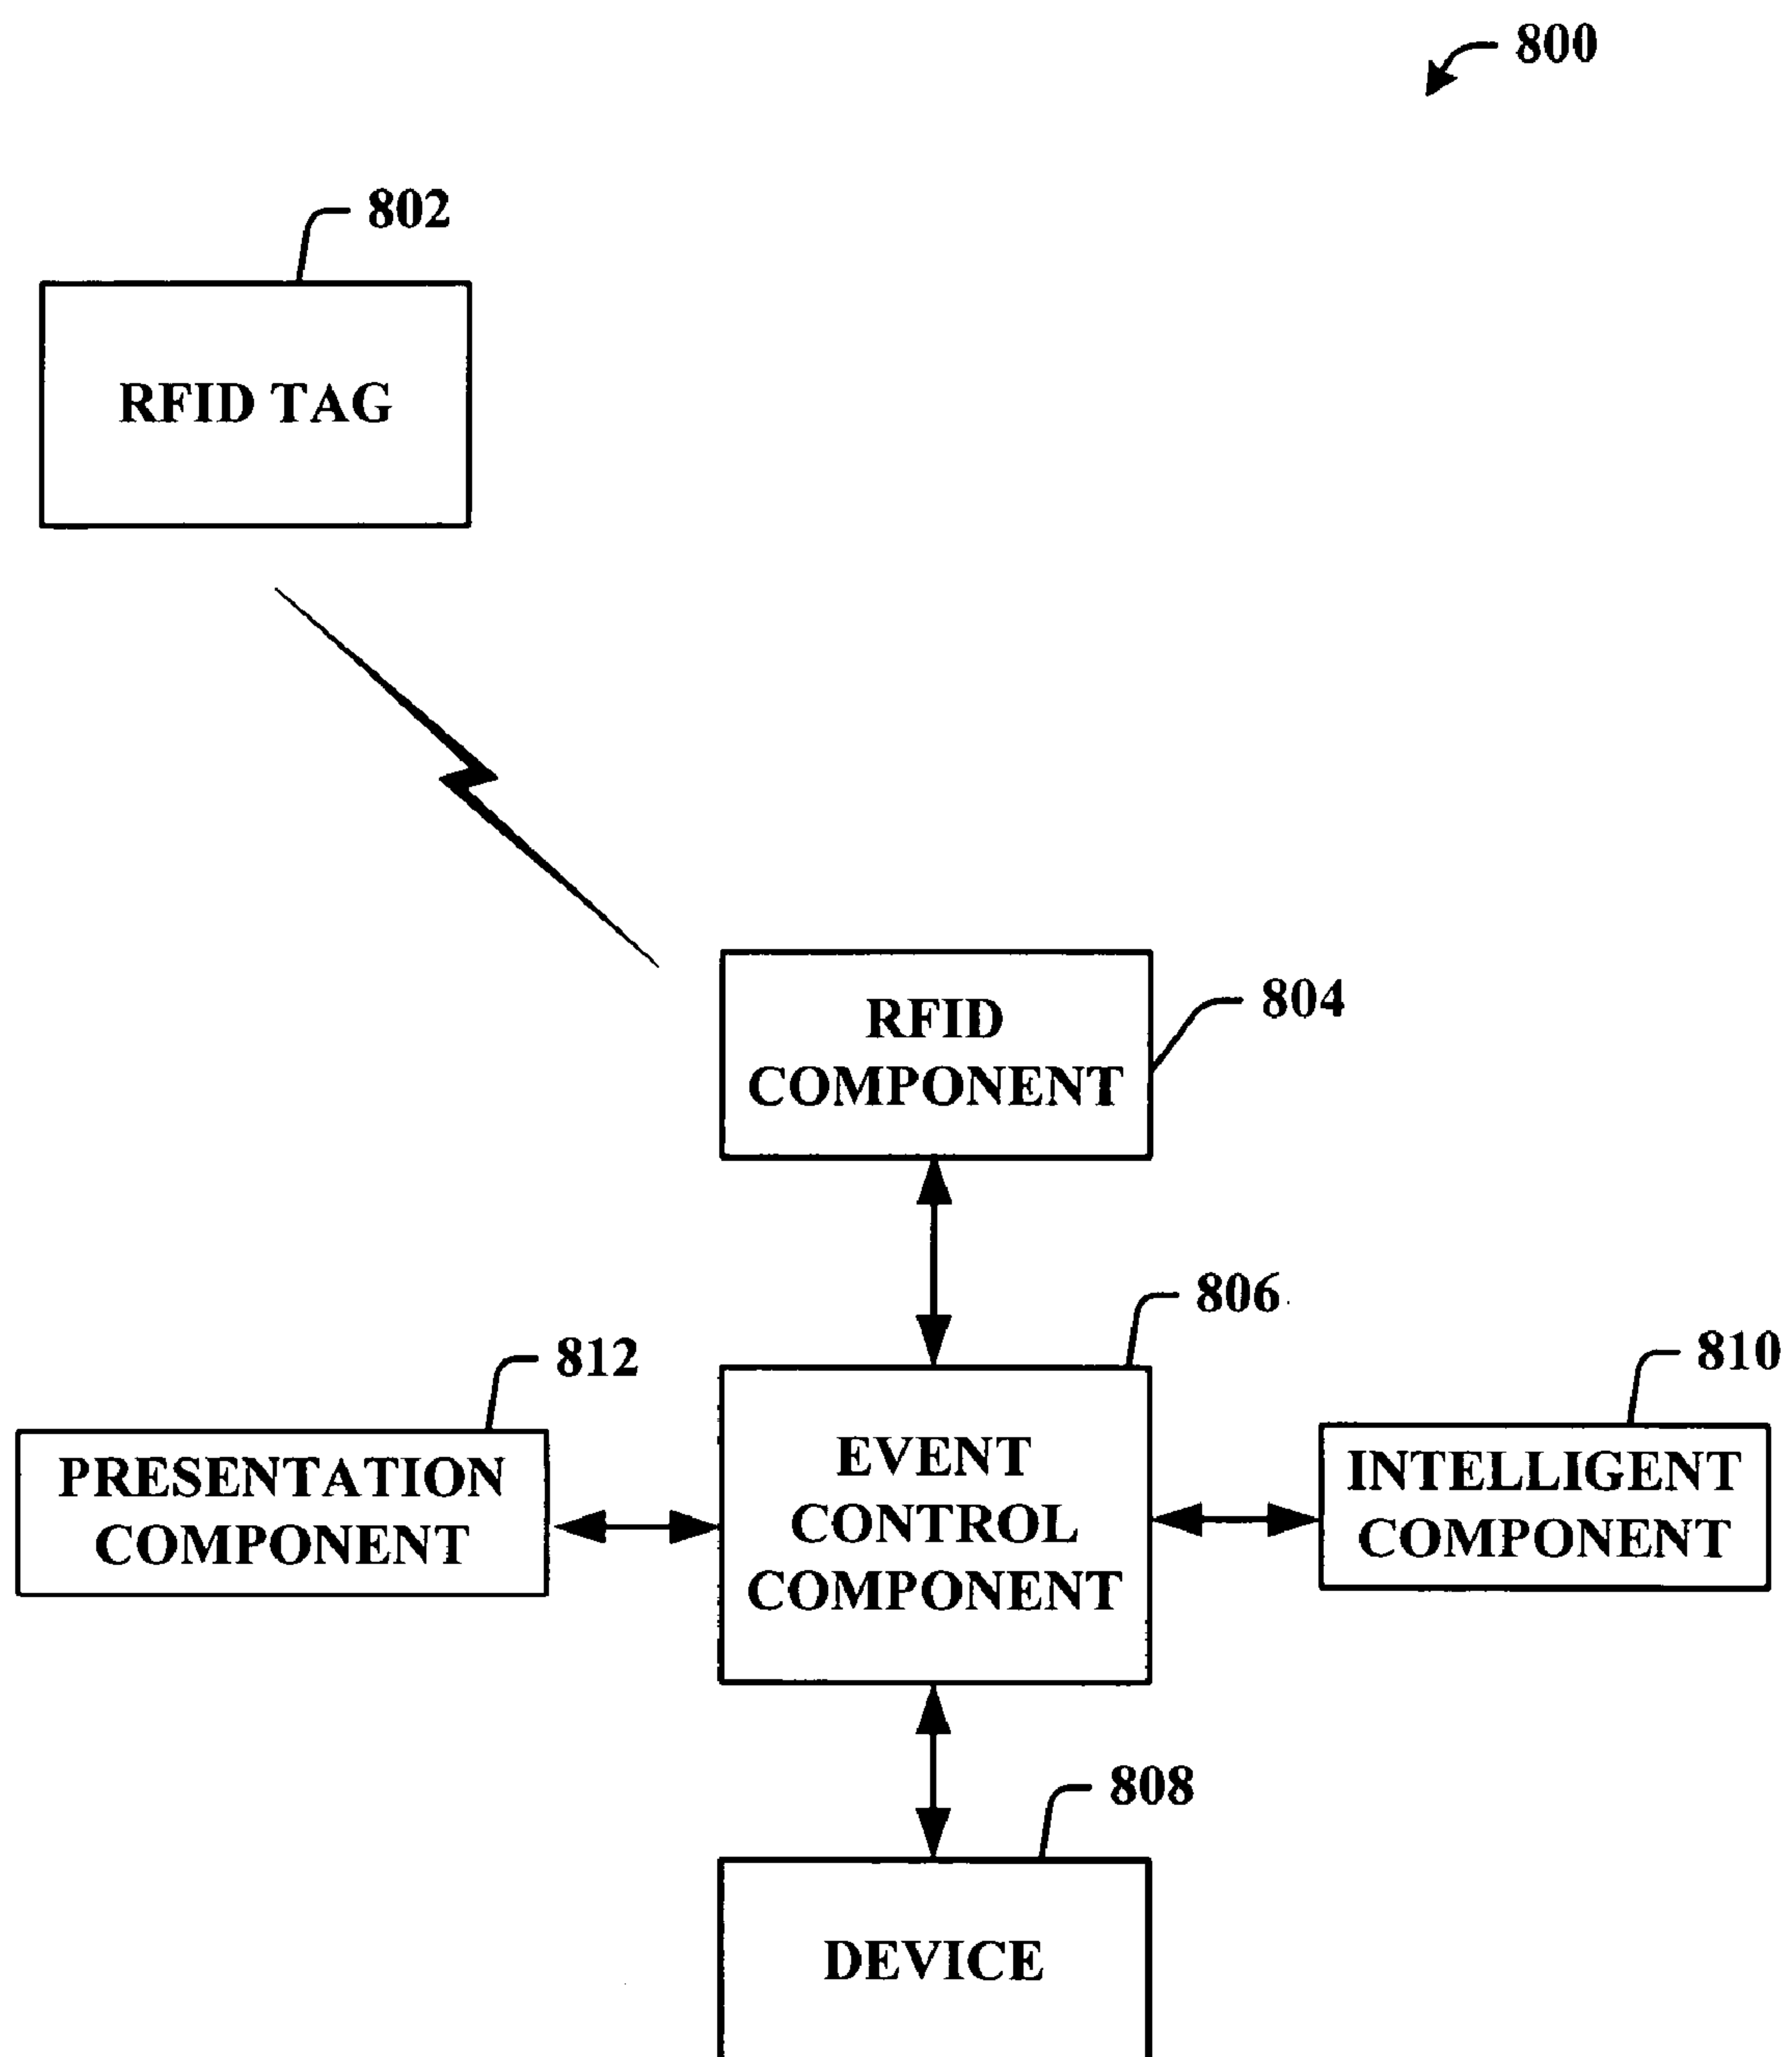 800
802
RFID TAG
RFID
COMPONENT
804
806
812
810
PRESENTATION
COMPONENT
EVENT
CONTROL
COMPONENT
INTELLIGENT
COMPONENT
808
DEVICE